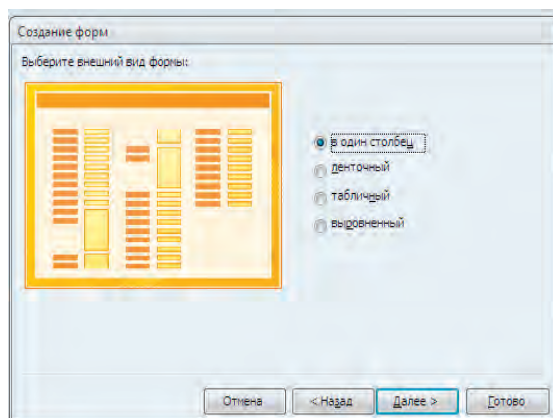 Создание форм
Выберите внешний вид формы:
в один столбец
ленточный
табличный
выровненный
Отмена
< Назад
Далее >
Готово